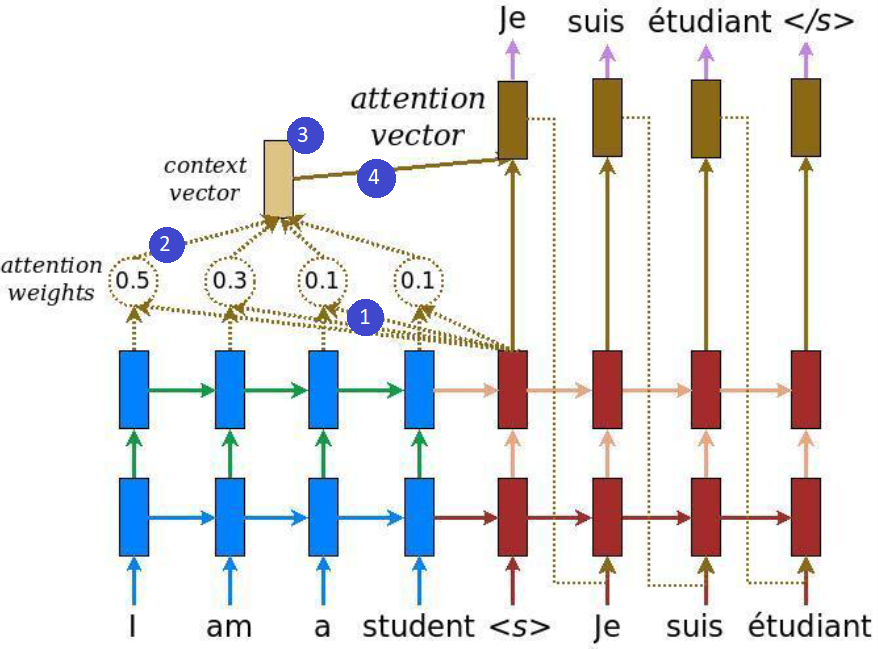 Je suis étudiant </s>
attention
vector
3
context
vector
4
2
attention
weights
0.5 0.3 0.1 0.1
1
I am a student <s> Je suis étudiant